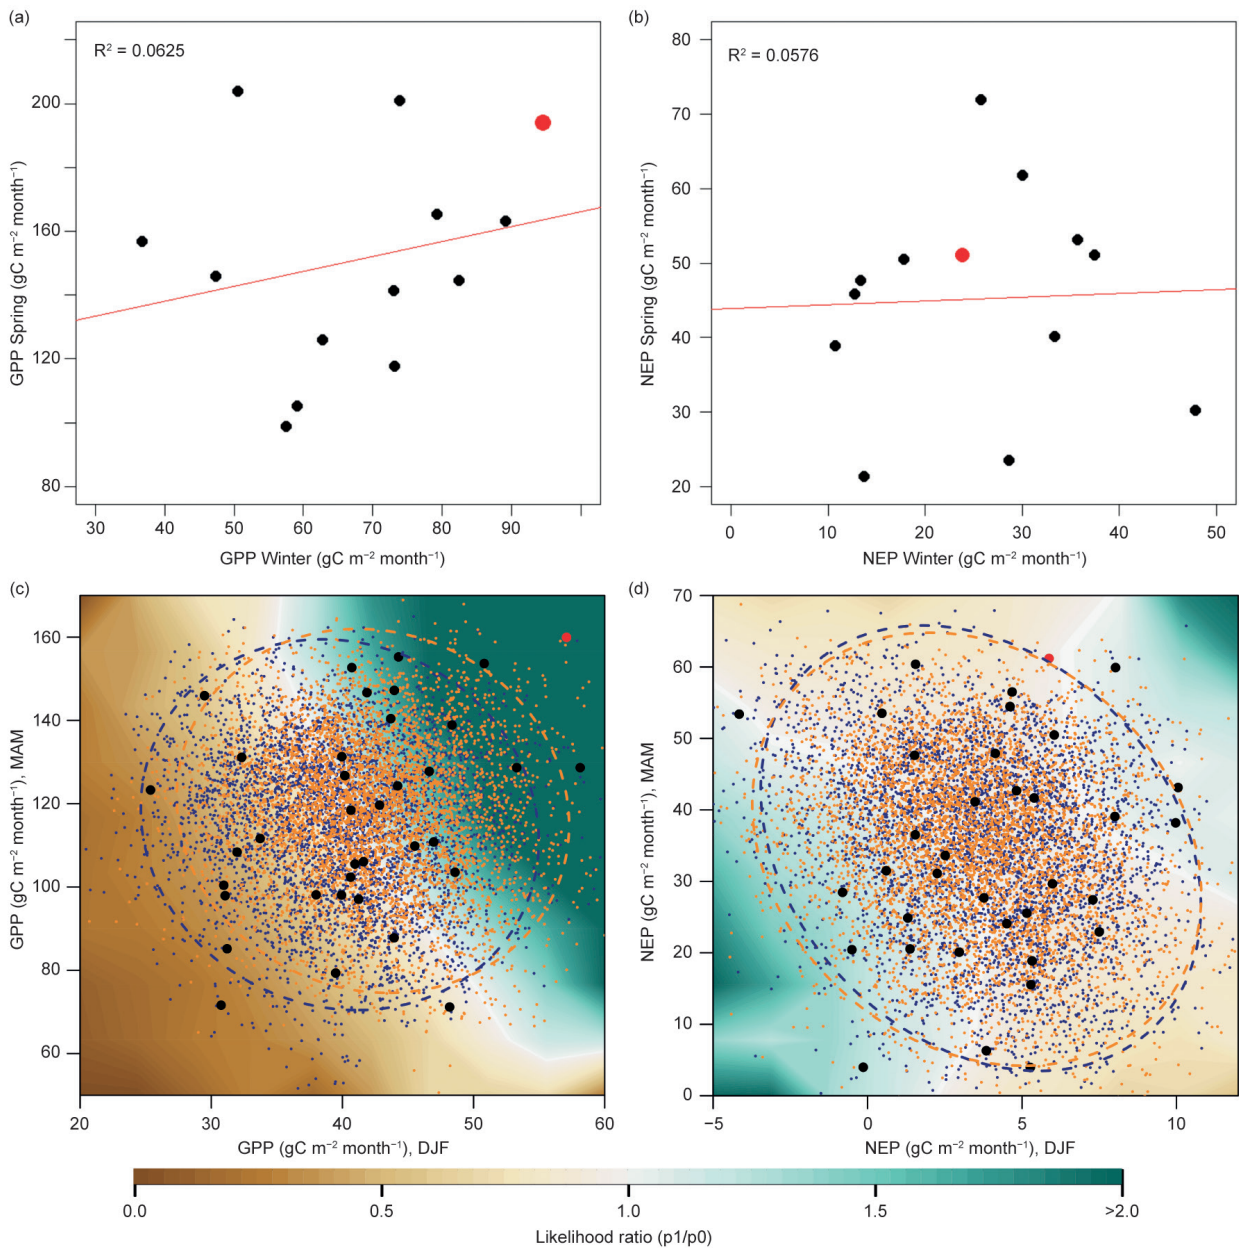 (a)
R² = 0.0625
GPP Spring (gC m⁻² month⁻¹)
200
160
120
80
30 40 50 60 70 80 90
GPP Winter (gC m⁻² month⁻¹)
(b)
R² = 0.0576
NEP Spring (gC m⁻² month⁻¹)
80
70
60
50
40
30
20
0 10 20 30 40 50
NEP Winter (gC m⁻² month⁻¹)
(c)
GPP (gC m⁻² month⁻¹), MAM
160
140
120
100
80
60
20 30 40 50 60
GPP (gC m⁻² month⁻¹), DJF
(d)
NEP (gC m⁻² month⁻¹), MAM
70
60
50
40
30
20
10
0
−5 0 5 10
NEP (gC m⁻² month⁻¹), DJF
0.0 0.5 1.0 1.5 >2.0
Likelihood ratio (p1/p0)